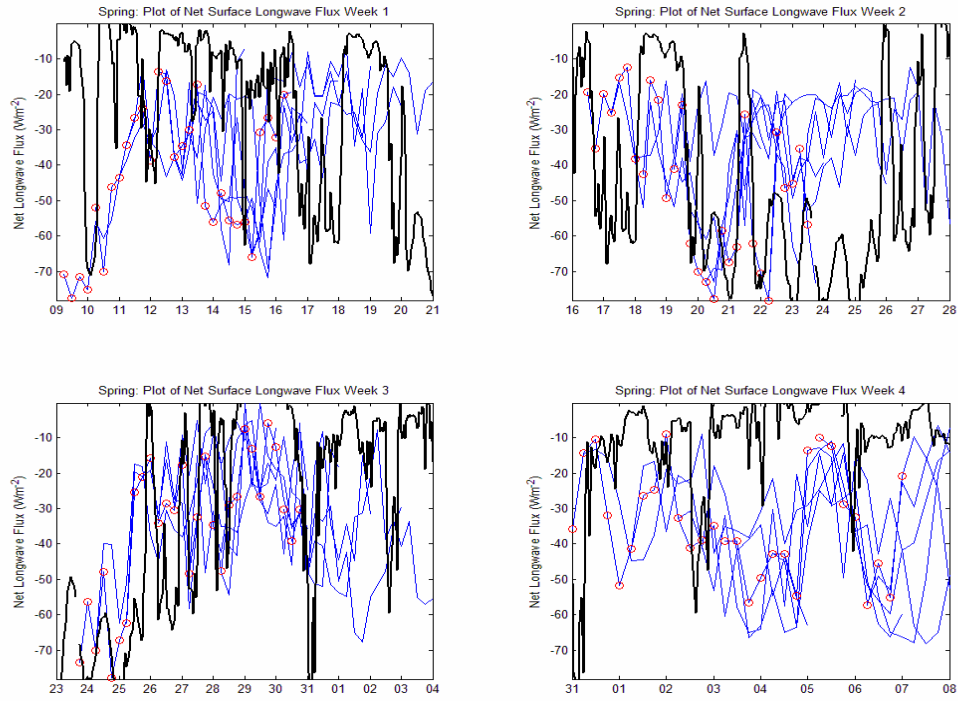 Spring: Plot of Net Surface Longwave Flux Week 1
Net Longwave Flux (Wm-2)
-10
-20
-30
-40
-50
-60
-70
09 10 11 12 13 14 15 16 17 18 19 20 21
Spring: Plot of Net Surface Longwave Flux Week 2
Net Longwave Flux (Wm-2)
-10
-20
-30
-40
-50
-60
-70
16 17 18 19 20 21 22 23 24 25 26 27 28
Spring: Plot of Net Surface Longwave Flux Week 3
Net Longwave Flux (Wm-2)
-10
-20
-30
-40
-50
-60
-70
23 24 25 26 27 28 29 30 31 01 02 03 04
Spring: Plot of Net Surface Longwave Flux Week 4
Net Longwave Flux (Wm-2)
-10
-20
-30
-40
-50
-60
-70
31 01 02 03 04 05 06 07 08